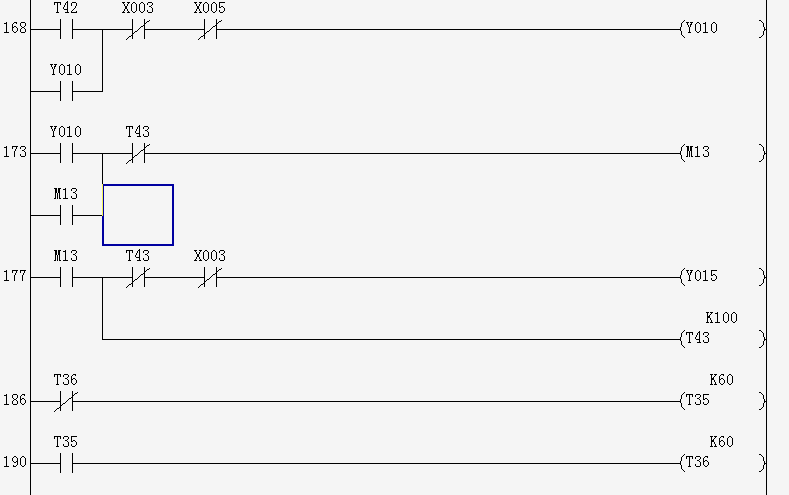 T42 X003 X005
168 (Y010 )
Y010
Y010 T43
173 (M13 )
M13
M13 T43 X003
177 (Y015 )
K100
(T43 )
T36 K60
186 (T35 )
T35 K60
190 (T36 )